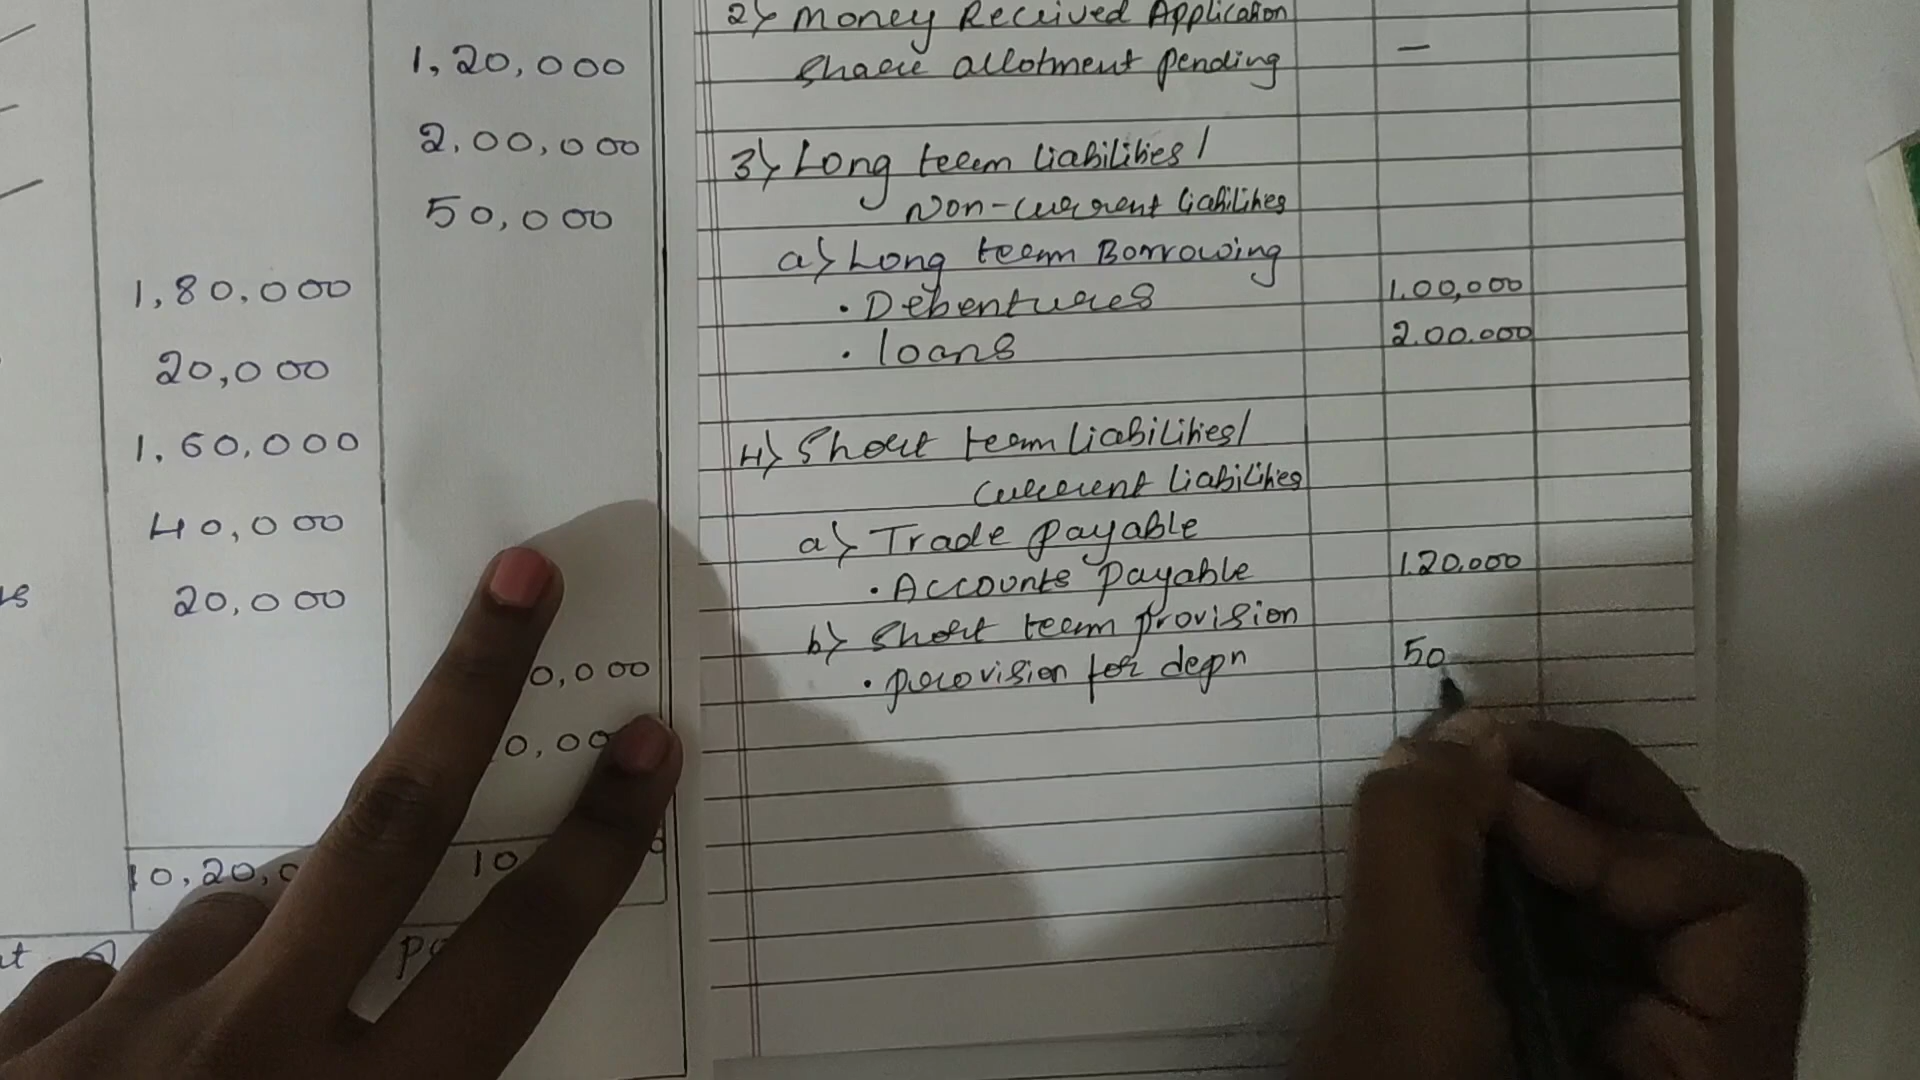 1,20,000
2,00,000
50,000
1,80,000
20,000
1,60,000
40,000
20,000
0,000
0,00
10,20,0
10
2) Money Received Application
Share allotment pending —
3) Long term liabilities /
Non-current liabilities
a) Long term Borrowing
• Debentures 1,00,000
• loans 2,00,000
4) Short term liabilities /
current liabilities
a) Trade payable
• Accounts payable 1,20,000
b) Short term provision
• provision for depn 50